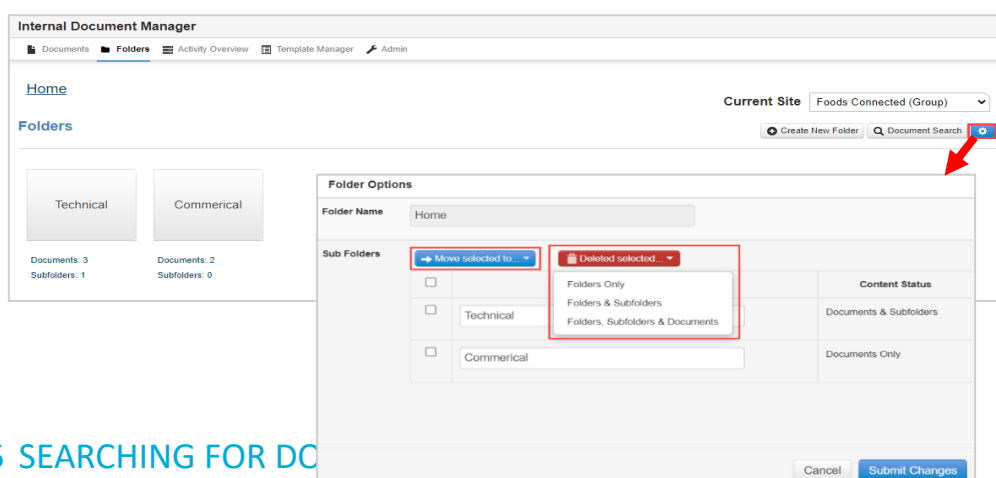 Internal Document Manager
Documents Folders Activity Overview Template Manager Admin
Home
Current Site Foods Connected (Group)
Folders
Create New Folder Document Search
Technical
Commerical
Documents: 3
Subfolders: 1
Documents: 2
Subfolders: 0
Folder Options
Folder Name Home
Sub Folders Move selected to... Deleted selected...
Folders Only
Folders & Subfolders
Folders, Subfolders & Documents
Content Status
Technical Documents & Subfolders
Commerical Documents Only
SEARCHING FOR
Cancel Submit Changes